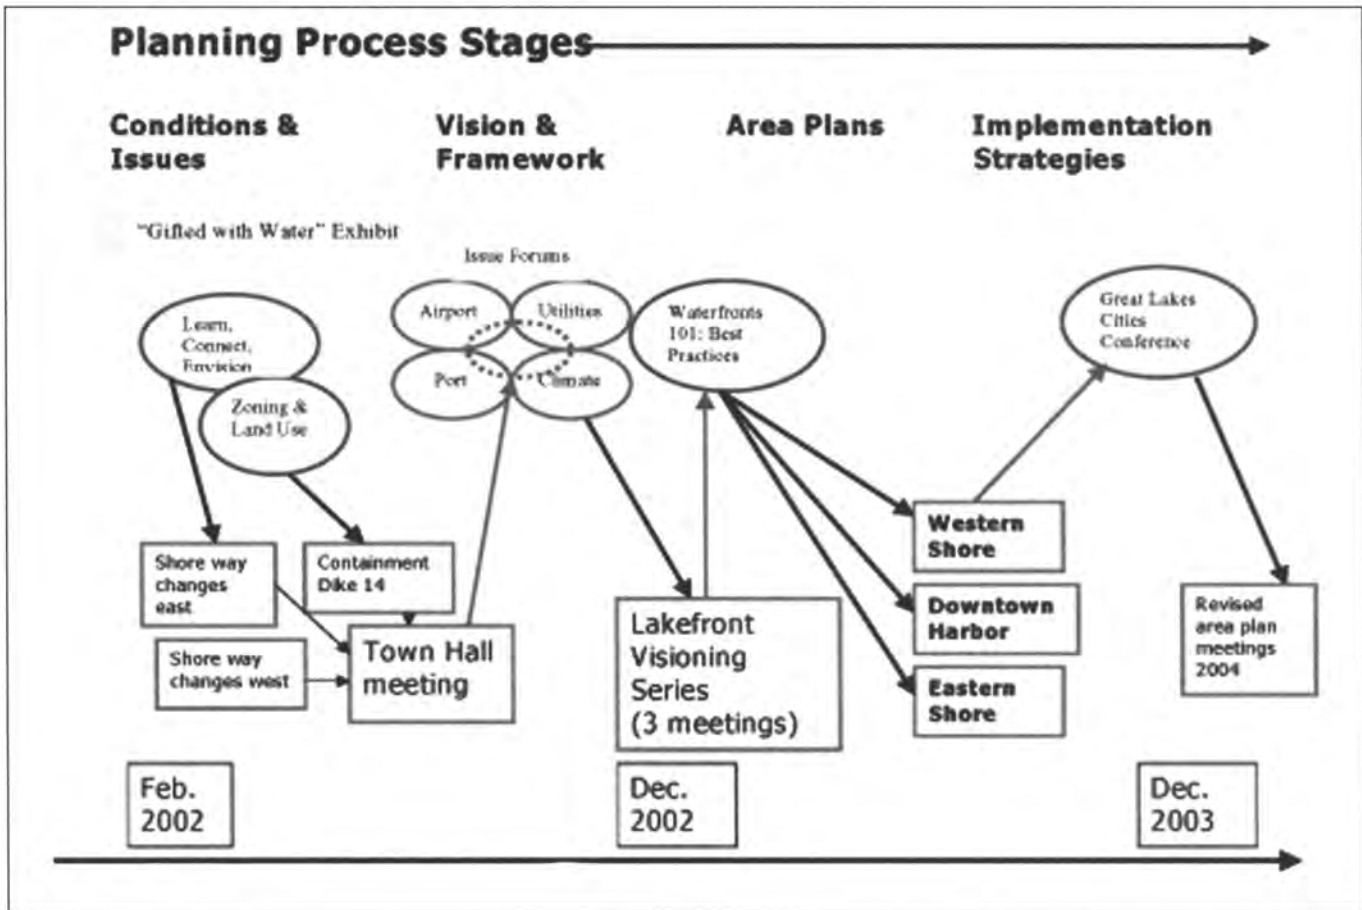 Planning Process Stages
Conditions &
Issues
Vision &
Framework
Area Plans
Implementation
Strategies
"Gifted with Water" Exhibit
Issue Forums
Learn,
Connect,
Envision
Zoning &
Land Use
Airport
Utilities
Port
Climate
Waterfronts
101: Best
Practices
Great Lakes
Cities
Conference
Shore way
changes
east
Containment
Dike 14
Shore way
changes west
Town Hall
meeting
Lakefront
Visioning
Series
(3 meetings)
Western
Shore
Downtown
Harbor
Eastern
Shore
Revised
area plan
meetings
2004
Feb.
2002
Dec.
2002
Dec.
2003